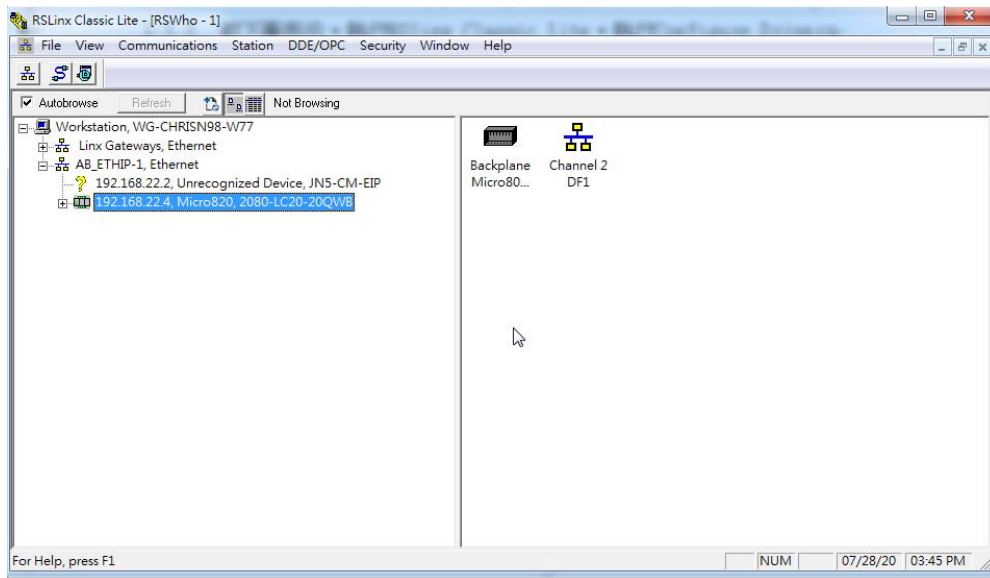 RSLinx Classic Lite - [RSWho - 1]
File View Communications Station DDE/OPC Security Window Help
Autobrowse Refresh Not Browsing
Workstation, WG-CHRISN98-W77
Linx Gateways, Ethernet
AB_ETHIP-1, Ethernet
192.168.22.2, Unrecognized Device, JN5-CM-EIP
192.168.22.4, Micro820, 2080-LC20-20QWB
Backplane
Micro80...
Channel 2
DF1
For Help, press F1
NUM 07/28/20 03:45 PM